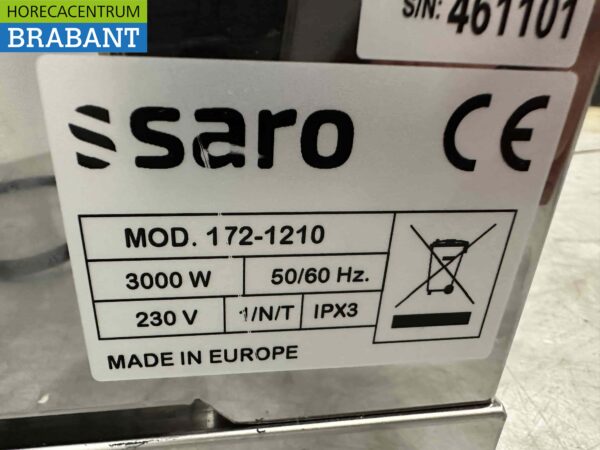 HORECACENTRUM
BRABANT
S/N: 461101
saro CE
MOD. 172-1210
3000 W 50/60 Hz.
230 V 1/N/T IPX3
MADE IN EUROPE